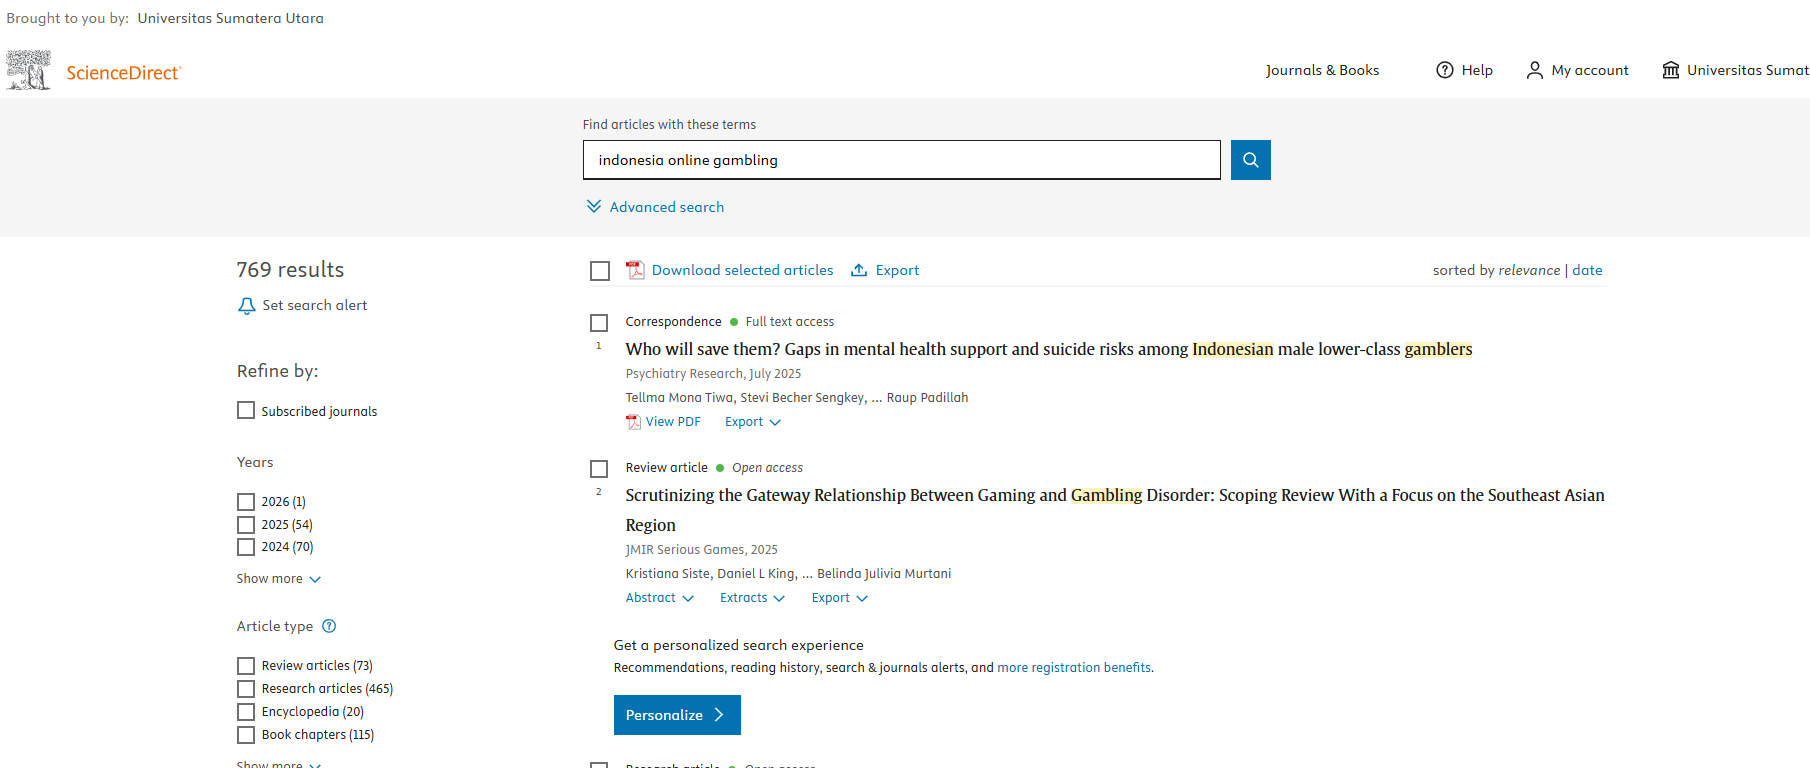 Brought to you by: Universitas Sumatera Utara
ScienceDirect
Journals & Books
Help
My account
Universitas Sumat
Find articles with these terms
indonesia online gambling
Advanced search
769 results
Set search alert
Refine by:
Subscribed journals
Years
2026 (1)
2025 (54)
2024 (70)
Show more
Article type
Review articles (73)
Research articles (465)
Encyclopedia (20)
Book chapters (115)
Show more
Download selected articles
Export
sorted by relevance | date
Correspondence Full text access
1
Who will save them? Gaps in mental health support and suicide risks among Indonesian male lower-class gamblers
Psychiatry Research, July 2025
Tellma Mona Tiwa, Stevi Becher Sengkey, ... Raup Padillah
View PDF Export
Review article Open access
2
Scrutinizing the Gateway Relationship Between Gaming and Gambling Disorder: Scoping Review With a Focus on the Southeast Asian
Region
JMIR Serious Games, 2025
Kristiana Siste, Daniel L King, ... Belinda Julivia Murtani
Abstract Extracts Export
Get a personalized search experience
Recommendations, reading history, search & journals alerts, and more registration benefits.
Personalize
Research article Open access